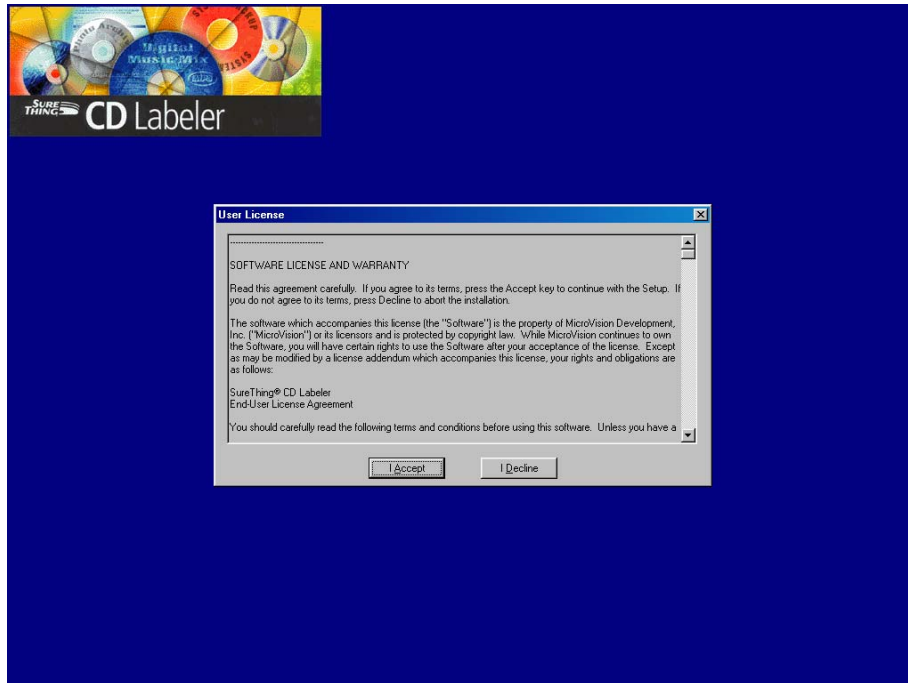 Photo Archive
Digital
Music Mix
SYSTEM
BACKUP
SURE
THING CD Labeler
User License
----------------------------------
SOFTWARE LICENSE AND WARRANTY
Read this agreement carefully. If you agree to its terms, press the Accept key to continue with the Setup. If
you do not agree to its terms, press Decline to abort the installation.
The software which accompanies this license (the "Software") is the property of MicroVision Development,
Inc. ("MicroVision") or its licensors and is protected by copyright law. While MicroVision continues to own
the Software, you will have certain rights to use the Software after your acceptance of the license. Except
as may be modified by a license addendum which accompanies this license, your rights and obligations are
as follows:
SureThing® CD Labeler
End-User License Agreement
You should carefully read the following terms and conditions before using this software. Unless you have a
I Accept I Decline